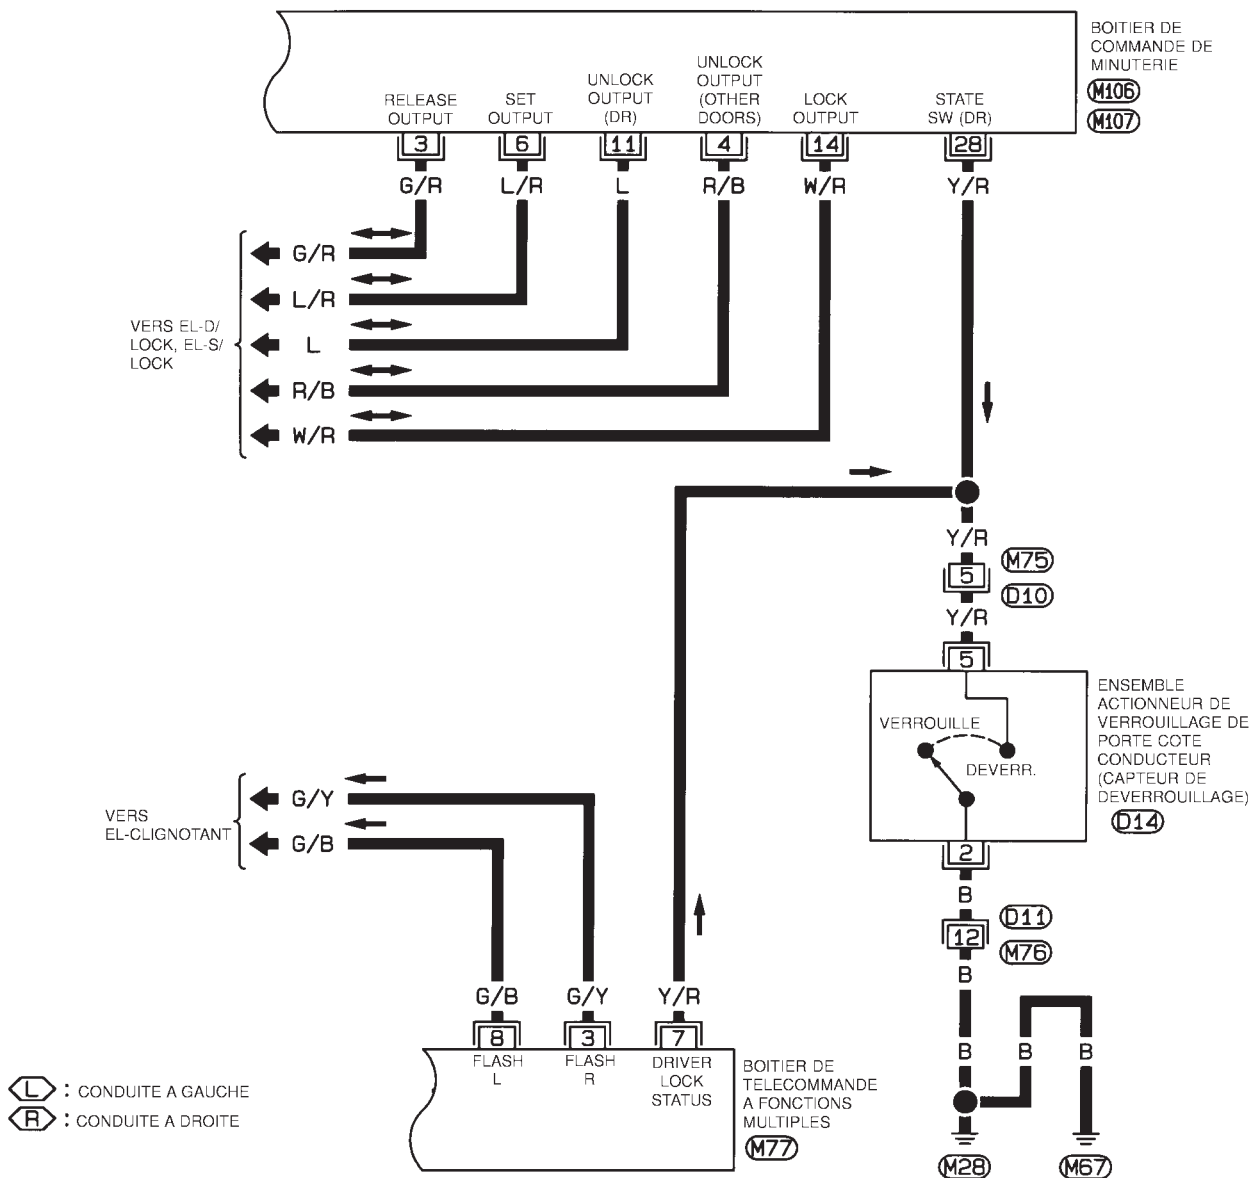 BOITIER DE
COMMANDE DE
MINUTERIE
M106
M107
RELEASE
OUTPUT
SET
OUTPUT
UNLOCK
OUTPUT
(DR)
UNLOCK
OUTPUT
(OTHER
DOORS)
LOCK
OUTPUT
STATE
SW (DR)
3
6
11
4
14
28
G/R
L/R
L
R/B
W/R
Y/R
G/R
L/R
L
R/B
W/R
VERS EL-D/
LOCK, EL-S/
LOCK
Y/R
M75
5
D10
Y/R
5
ENSEMBLE
ACTIONNEUR DE
VERROUILLAGE DE
PORTE COTE
CONDUCTEUR
(CAPTEUR DE
DEVERROUILLAGE)
D14
VERROUILLE
DEVERR.
2
B
D11
12
M76
B
VERS
EL-CLIGNOTANT
G/Y
G/B
G/B
G/Y
Y/R
8
3
7
FLASH
L
FLASH
R
DRIVER
LOCK
STATUS
BOITIER DE
TELECOMMANDE
A FONCTIONS
MULTIPLES
M77
B
B
B
M28
M67
L : CONDUITE A GAUCHE
R : CONDUITE A DROITE